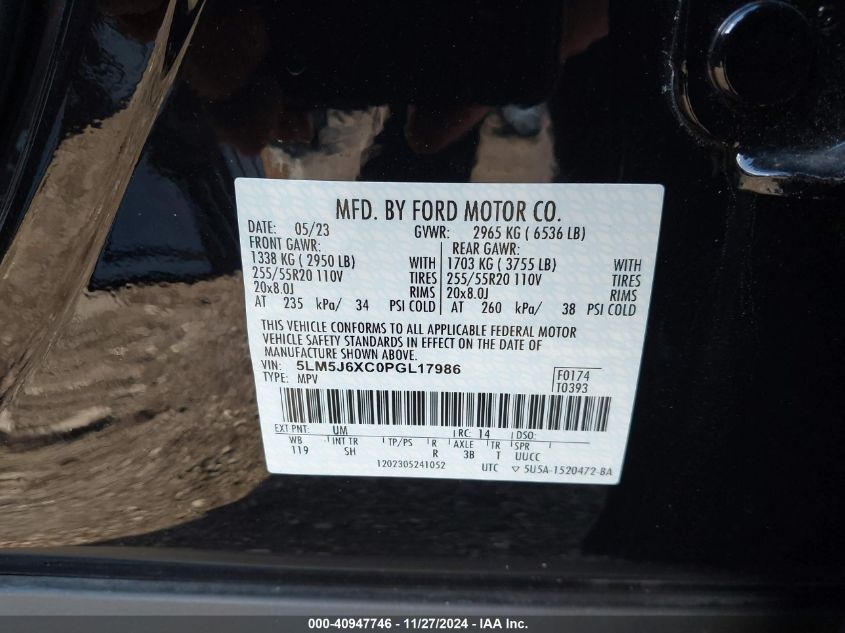 MFD. BY FORD MOTOR CO.
DATE: 05/23 GVWR: 2965 KG ( 6536 LB)
FRONT GAWR: REAR GAWR:
1338 KG ( 2950 LB) WITH 1703 KG ( 3755 LB) WITH
255/55R20 110V TIRES 255/55R20 110V TIRES
20x8.0J RIMS 20x8.0J RIMS
AT 235 kPa/ 34 PSI COLD AT 260 kPa/ 38 PSI COLD
THIS VEHICLE CONFORMS TO ALL APPLICABLE FEDERAL MOTOR
VEHICLE SAFETY STANDARDS IN EFFECT ON THE DATE OF
MANUFACTURE SHOWN ABOVE.
VIN: 5LM5J6XC0PGL17986
TYPE: MPV
F0174
T0393
EXT PNT: UM RC: 14 DSO:
WB INT TR TP/PS R AXLE TR SPR
119 SH R 3B T UUCC
1202305241052 UTC ▽ 5U5A-1520472-BA
000-40947746 - 11/27/2024 - IAA Inc.